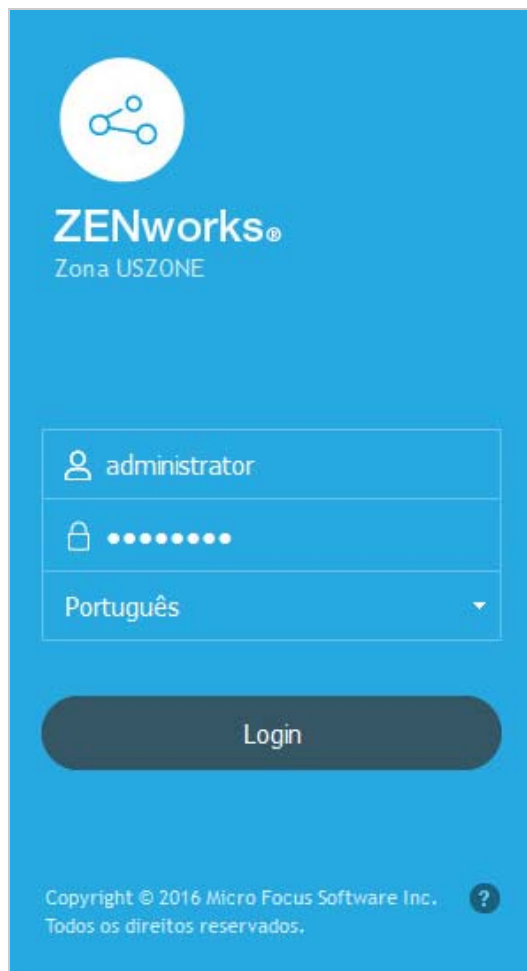 ZENworks®
Zona USZONE
administrator
••••••••
Português
Login
Copyright © 2016 Micro Focus Software Inc.
?
Todos os direitos reservados.